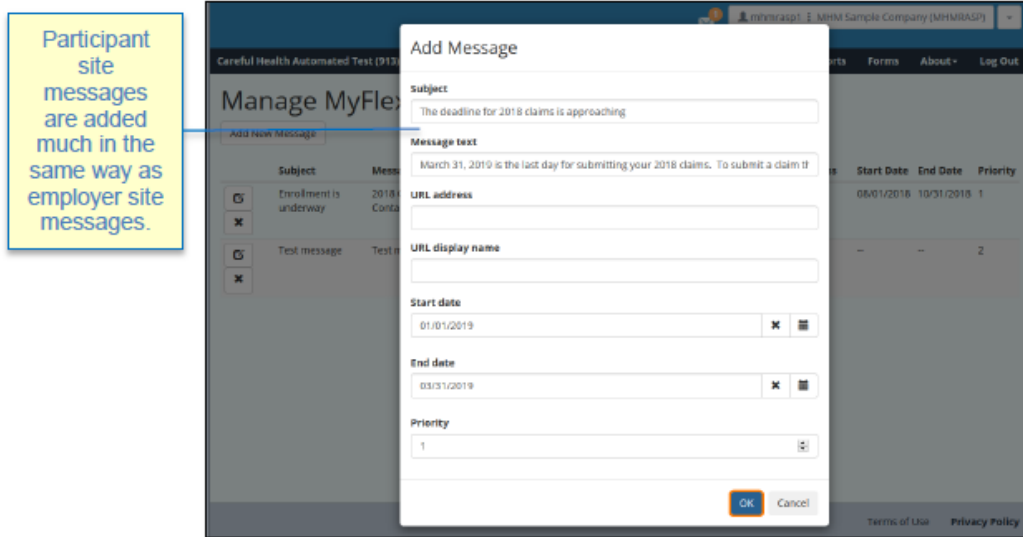 Participant
site
messages
are added
much in the
same way as
employer site
messages.
mhmrasp1 MHM Sample Company (MHMRASP)
Careful Health Automated Test (913)
Forms About Log Out
Manage MyFlex
Add New Message
Subject
Start Date End Date Priority
Enrollment is
underway
2018
08/01/2018 10/31/2018 1
Test message
-- -- 2
Add Message
Subject
The deadline for 2018 claims is approaching
Message text
March 31, 2019 is the last day for submitting your 2018 claims. To submit a claim th
URL address
URL display name
Start date
01/01/2019
End date
03/31/2019
Priority
1
OK Cancel
Terms of Use Privacy Policy